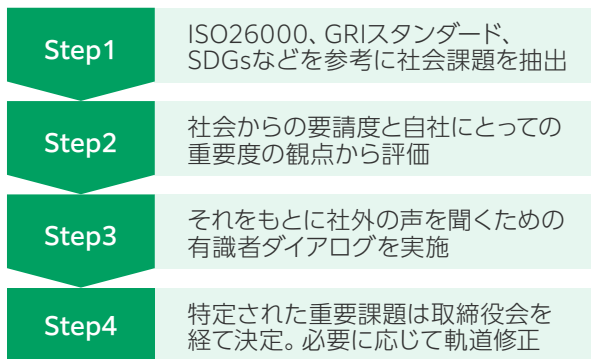 Step1
ISO26000、GRIスタンダード、
SDGsなどを参考に社会課題を抽出
Step2
社会からの要請度と自社にとっての
重要度の観点から評価
Step3
それをもとに社外の声を聞くための
有識者ダイアログを実施
Step4
特定された重要課題は取締役会を
経て決定。必要に応じて軌道修正